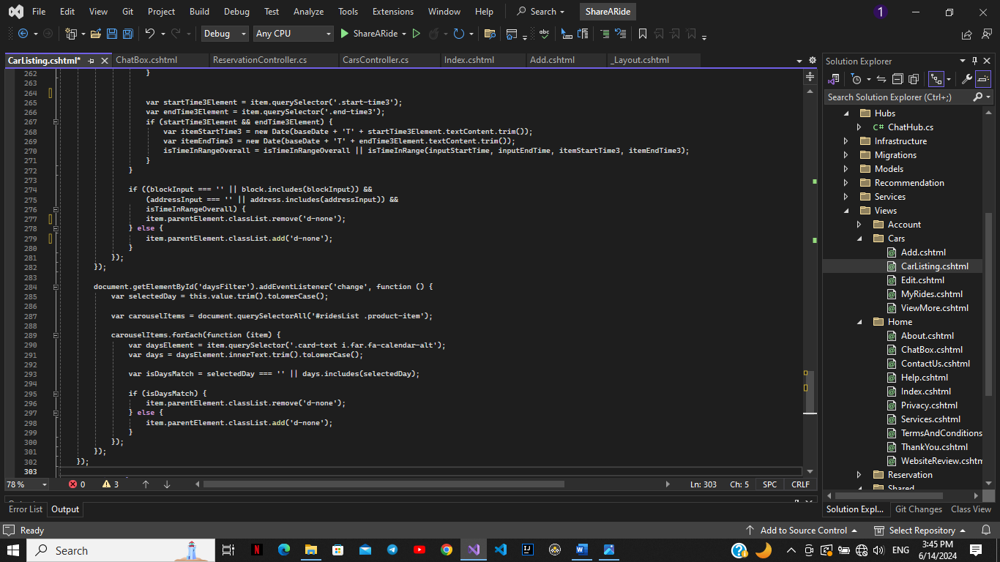 File Edit View Git Project Build Debug Test Analyze Tools Extensions Window Help Search ShareARide 1
Debug Any CPU ShareARide
CarListing.cshtml* ChatBox.cshtml ReservationController.cs CarsController.cs Index.cshtml Add.cshtml _Layout.cshtml
262 }
263
264
265 var startTime3Element = item.querySelector('.start-time3');
266 var endTime3Element = item.querySelector('.end-time3');
267 if (startTime3Element && endTime3Element) {
268 var itemStartTime3 = new Date(baseDate + 'T' + startTime3Element.textContent.trim());
269 var itemEndTime3 = new Date(baseDate + 'T' + endTime3Element.textContent.trim());
270 isTimeInRangeOverall = isTimeInRangeOverall || isTimeInRange(inputStartTime, inputEndTime, itemStartTime3, itemEndTime3);
271 }
272 }
273
274 if ((blockInput === '' || block.includes(blockInput)) &&
275 (addressInput === '' || address.includes(addressInput)) &&
276 isTimeInRangeOverall) {
277 item.parentElement.classList.remove('d-none');
278 } else {
279 item.parentElement.classList.add('d-none');
280 }
281 });
282 });
283
284 document.getElementById('daysFilter').addEventListener('change', function () {
285 var selectedDay = this.value.trim().toLowerCase();
286
287 var carouselItems = document.querySelectorAll('#ridesList .product-item');
288
289 carouselItems.forEach(function (item) {
290 var daysElement = item.querySelector('.card-text i.far.fa-calendar-alt');
291 var days = daysElement.innerText.trim().toLowerCase();
292
293 var isDaysMatch = selectedDay === '' || days.includes(selectedDay);
294
295 if (isDaysMatch) {
296 item.parentElement.classList.remove('d-none');
297 } else {
298 item.parentElement.classList.add('d-none');
299 }
300 });
301 });
302 });
303
78 % 0 3 Ln: 303 Ch: 5 SPC CRLF
Error List Output
Solution Explorer
Search Solution Explorer (Ctrl+;)
Hubs
C# ChatHub.cs
Infrastructure
Migrations
Models
Recommendation
Services
Views
Account
Cars
Add.cshtml
CarListing.cshtml
Edit.cshtml
MyRides.cshtml
ViewMore.cshtml
Home
About.cshtml
ChatBox.cshtml
ContactUs.cshtml
Help.cshtml
Index.cshtml
Privacy.cshtml
Services.cshtml
TermsAndConditions
ThankYou.cshtml
WebsiteReview.cshtm
Reservation
Shared
Solution Expl... Git Changes Class View
Ready Add to Source Control Select Repository
Search ENG 3:45 PM
6/14/2024